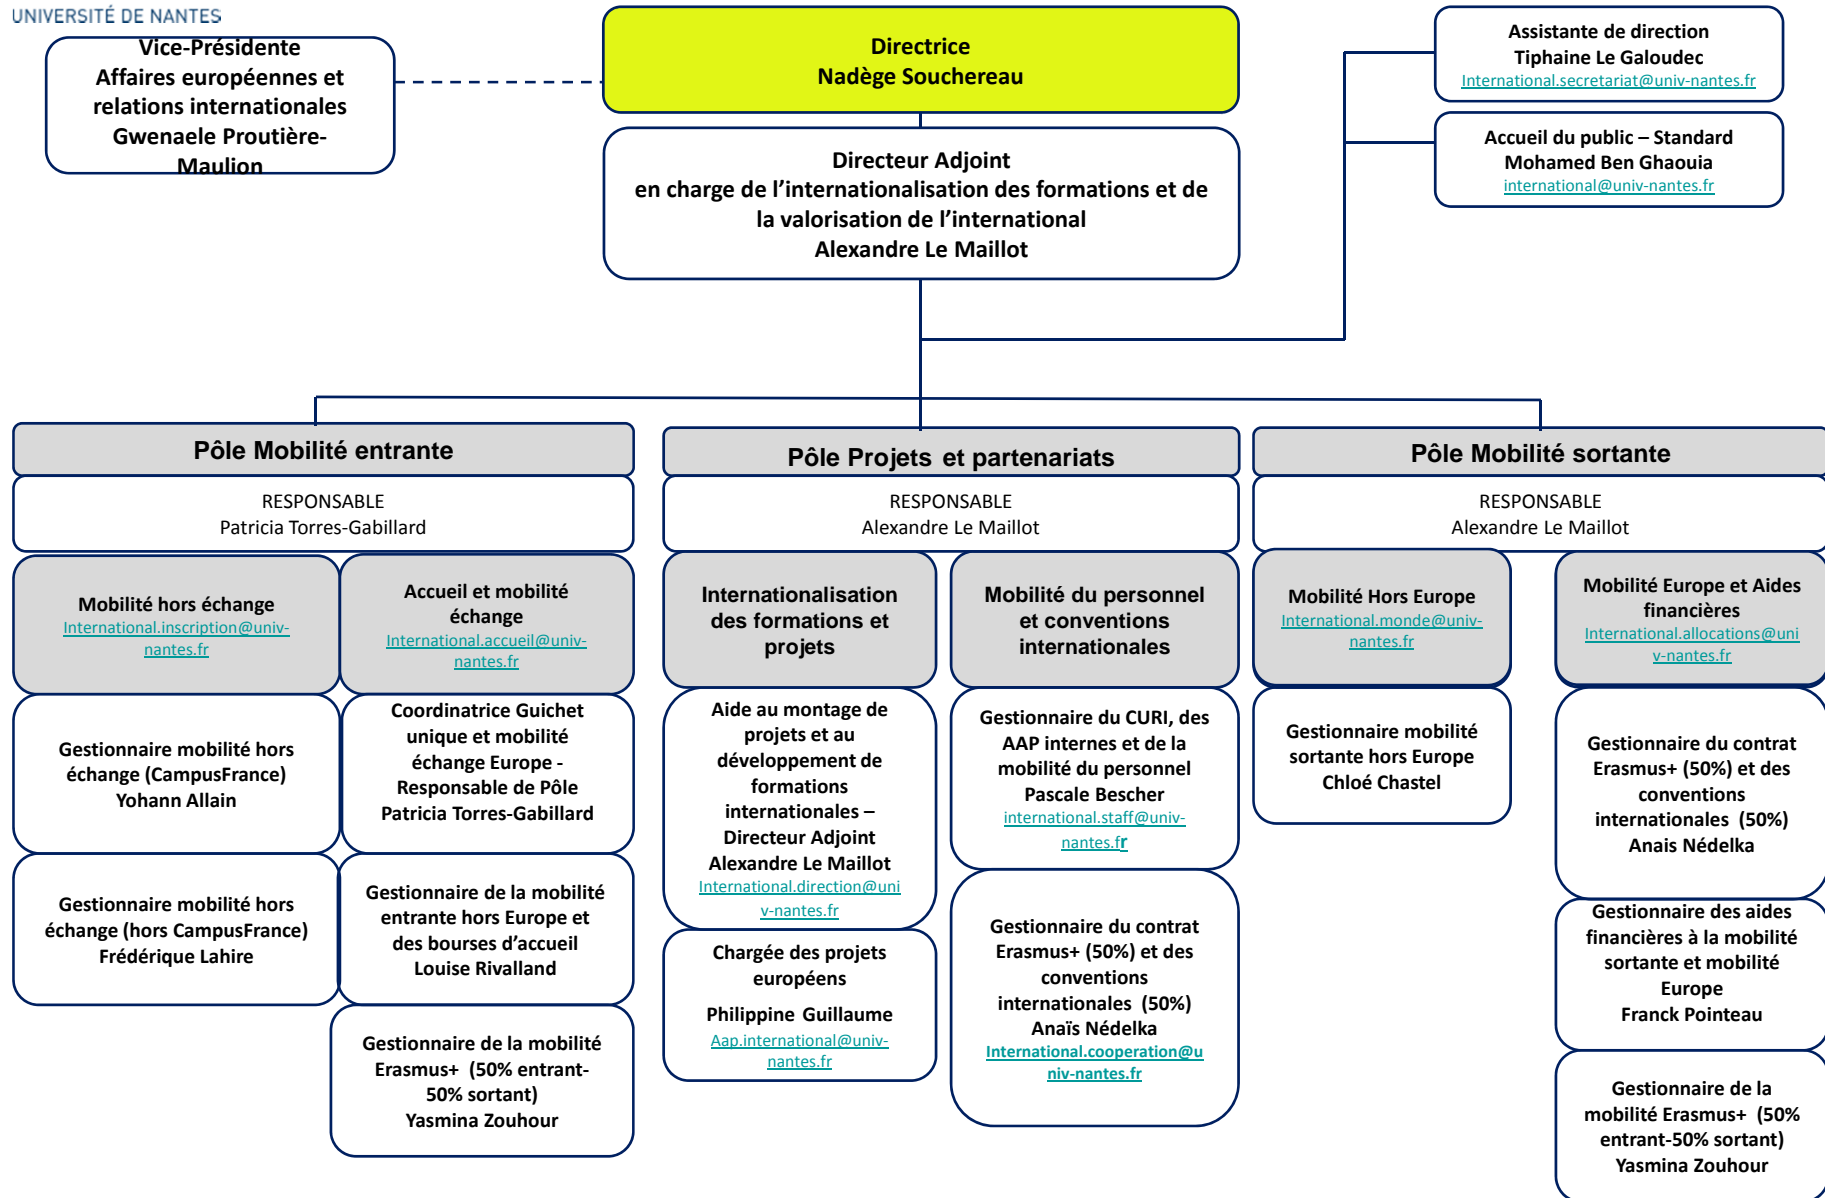 UNIVERSITÉ DE NANTES
Vice-Présidente
Affaires européennes et
relations internationales
Gwenaele Proutière-
Maulion
Directrice
Nadège Souchereau
Directeur Adjoint
en charge de l’internationalisation des formations et de
la valorisation de l’international
Alexandre Le Maillot
Assistante de direction
Tiphaine Le Galoudec
International.secretariat@univ-nantes.fr
Accueil du public – Standard
Mohamed Ben Ghaouia
international@univ-nantes.fr
Pôle Mobilité entrante
RESPONSABLE
Patricia Torres-Gabillard
Mobilité hors échange
International.inscription@univ-
nantes.fr
Gestionnaire mobilité hors
échange (CampusFrance)
Yohann Allain
Gestionnaire mobilité hors
échange (hors CampusFrance)
Frédérique Lahire
Accueil et mobilité
échange
International.accueil@univ-
nantes.fr
Coordinatrice Guichet
unique et mobilité
échange Europe -
Responsable de Pôle
Patricia Torres-Gabillard
Gestionnaire de la mobilité
entrante hors Europe et
des bourses d’accueil
Louise Rivalland
Gestionnaire de la mobilité
Erasmus+ (50% entrant-
50% sortant)
Yasmina Zouhour
Pôle Projets et partenariats
RESPONSABLE
Alexandre Le Maillot
Internationalisation
des formations et
projets
Aide au montage de
projets et au
développement de
formations
internationales –
Directeur Adjoint
Alexandre Le Maillot
International.direction@uni
v-nantes.fr
Chargée des projets
européens
Philippine Guillaume
Aap.international@univ-
nantes.fr
Mobilité du personnel
et conventions
internationales
Gestionnaire du CURI, des
AAP internes et de la
mobilité du personnel
Pascale Bescher
international.staff@univ-
nantes.fr
Gestionnaire du contrat
Erasmus+ (50%) et des
conventions
internationales (50%)
Anaïs Nédelka
International.cooperation@u
niv-nantes.fr
Pôle Mobilité sortante
RESPONSABLE
Alexandre Le Maillot
Mobilité Hors Europe
International.monde@univ-
nantes.fr
Gestionnaire mobilité
sortante hors Europe
Chloé Chastel
Mobilité Europe et Aides
financières
International.allocations@uni
v-nantes.fr
Gestionnaire du contrat
Erasmus+ (50%) et des
conventions
internationales (50%)
Anais Nédelka
Gestionnaire des aides
financières à la mobilité
sortante et mobilité
Europe
Franck Pointeau
Gestionnaire de la
mobilité Erasmus+ (50%
entrant-50% sortant)
Yasmina Zouhour